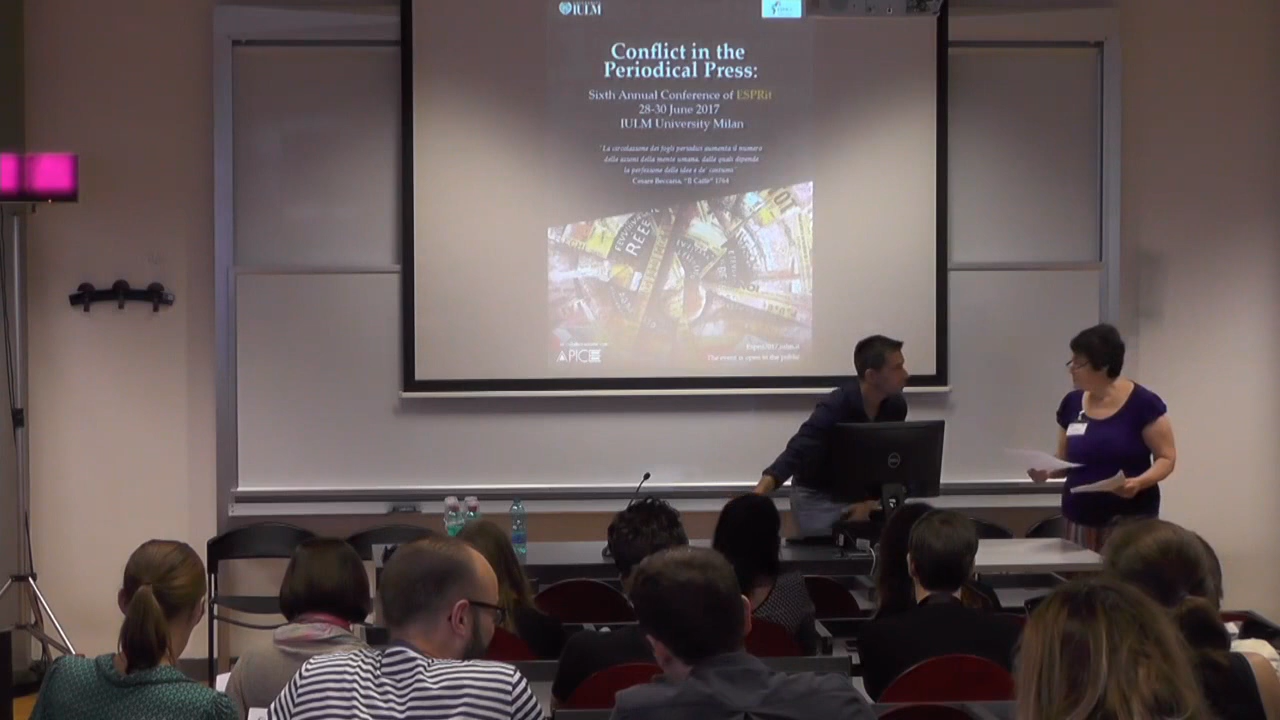 IULM
Conflict in the
Periodical Press:
Sixth Annual Conference of ESPRit
28-30 June 2017
IULM University Milan
"La circolazione dei fogli periodici aumenta il numero
delle azioni della mente umana, dalle quali dipende
la perfezione delle idee e de' costumi"
Cesare Beccaria, "Il Caffè" 1764
REEE
APICE
The event is open to the public
DELL